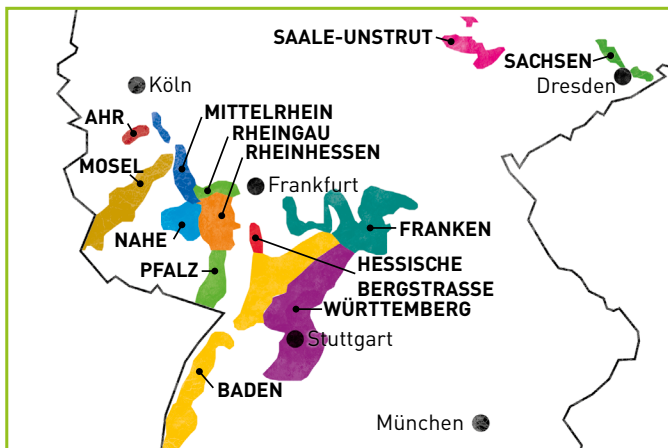 SAALE-UNSTRUT
SACHSEN
Dresden
Köln
AHR
MITTELRHEIN
RHEINGAU
RHEINHESSEN
MOSEL
Frankfurt
NAHE
FRANKEN
PFALZ
HESSISCHE
BERGSTRASSE
WÜRTTEMBERG
Stuttgart
BADEN
München